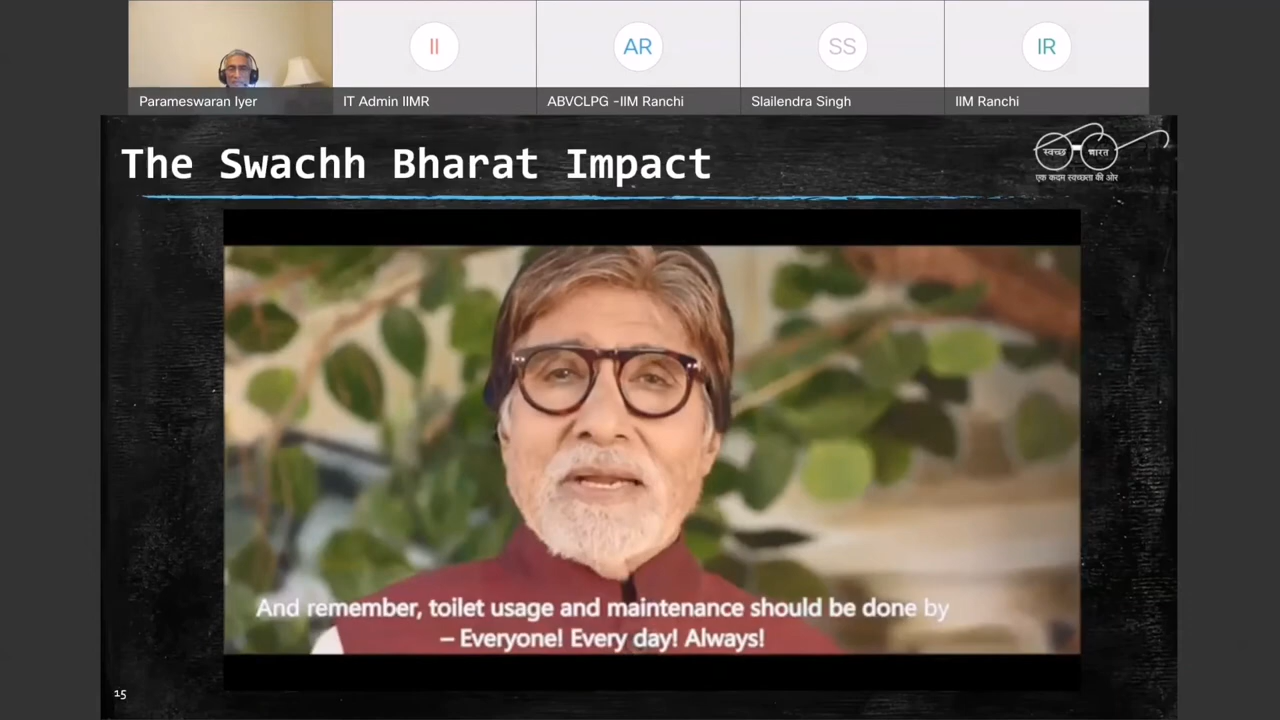 II
AR
SS
IR
Parameswaran Iyer
IT Admin IIMR
ABVCLPG -IIM Ranchi
Slailendra Singh
IIM Ranchi
The Swachh Bharat Impact
स्वच्छ भारत
एक कदम स्वच्छता की ओर
And remember, toilet usage and maintenance should be done by
– Everyone! Every day! Always!
15